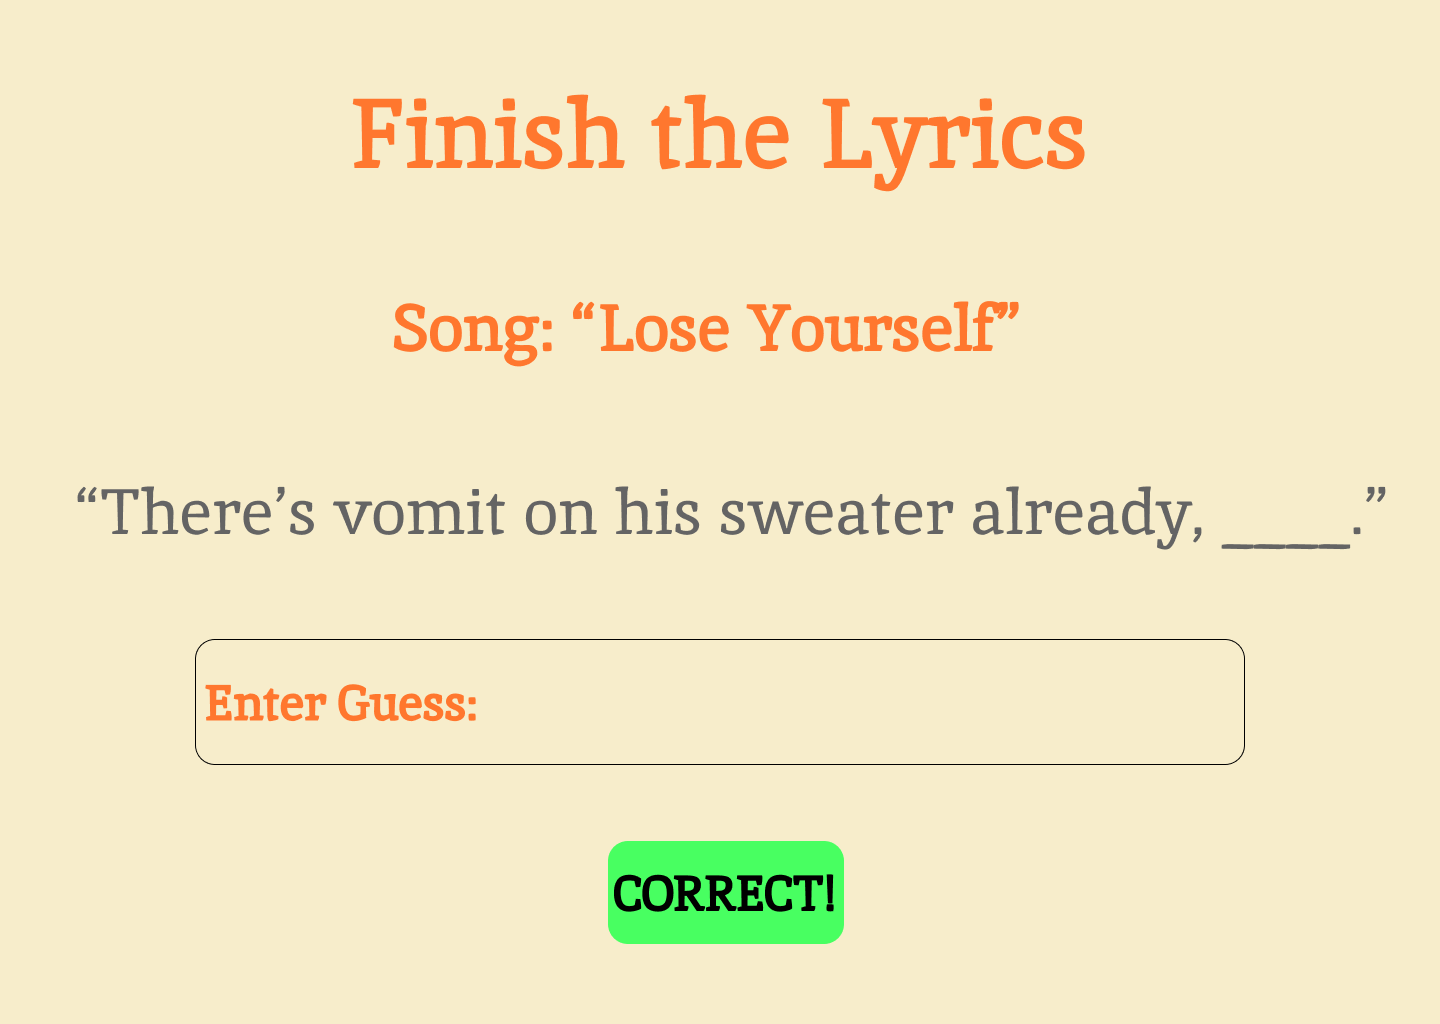 Finish the Lyrics
Song: “Lose Yourself”
“There’s vomit on his sweater already, ____.”
Enter Guess:
CORRECT!